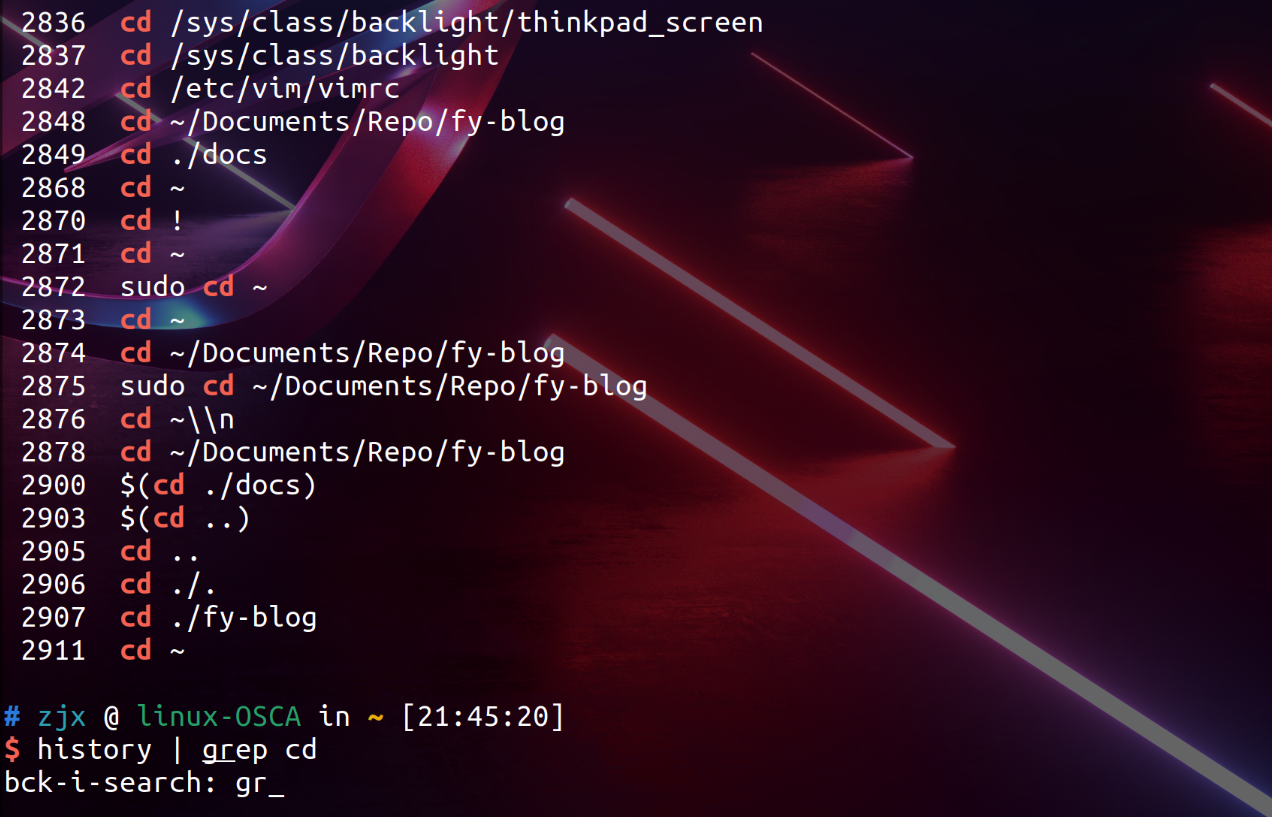 2836 cd /sys/class/backlight/thinkpad_screen
2837 cd /sys/class/backlight
2842 cd /etc/vim/vimrc
2848 cd ~/Documents/Repo/fy-blog
2849 cd ./docs
2868 cd ~
2870 cd !
2871 cd ~
2872 sudo cd ~
2873 cd ~
2874 cd ~/Documents/Repo/fy-blog
2875 sudo cd ~/Documents/Repo/fy-blog
2876 cd ~\\n
2878 cd ~/Documents/Repo/fy-blog
2900 $(cd ./docs)
2903 $(cd ..)
2905 cd ..
2906 cd ./.
2907 cd ./fy-blog
2911 cd ~
# zjx @ linux-OSCA in ~ [21:45:20]
$ history | grep cd
bck-i-search: gr_